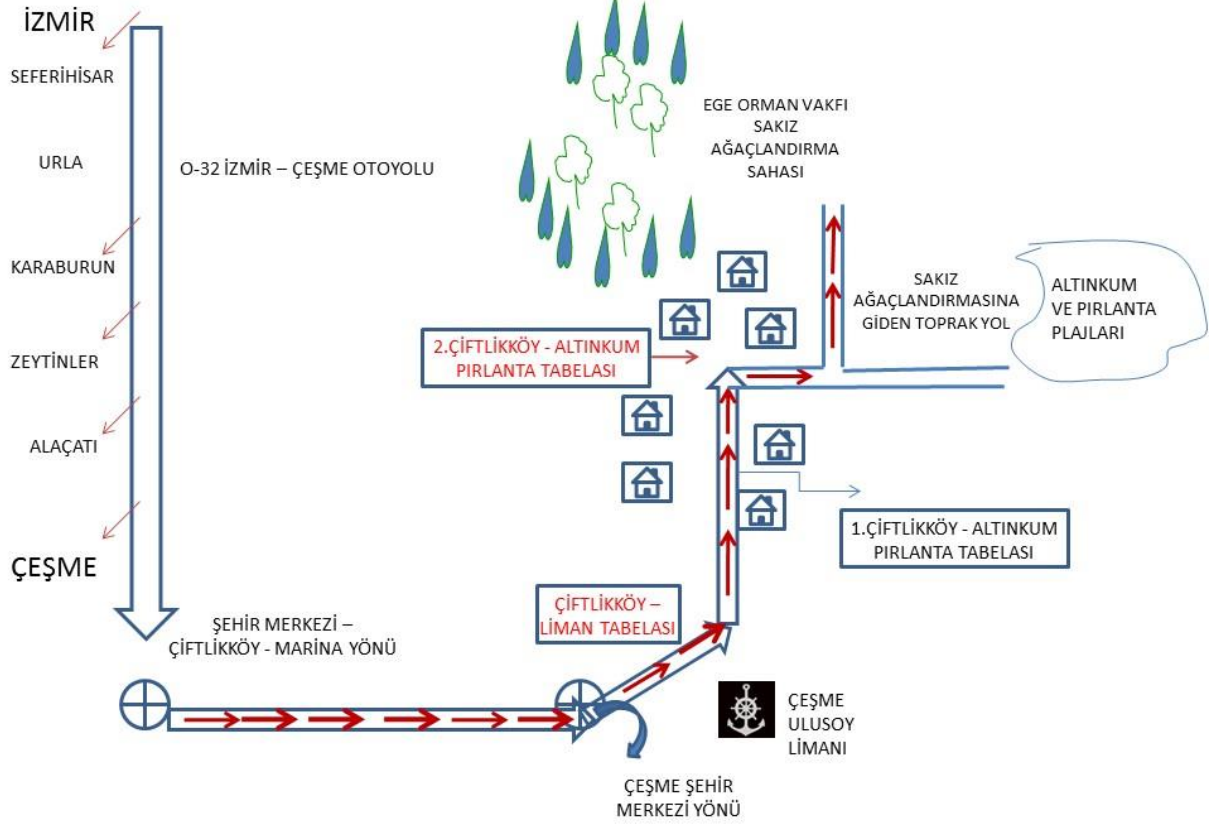 İZMİR
SEFERİHİSAR
URLA
KARABURUN
ZEYTİNLER
ALAÇATI
ÇEŞME
O-32 İZMİR – ÇEŞME OTOYOLU
ŞEHİR MERKEZİ –
ÇİFTLİKKÖY - MARINA YÖNÜ
EGE ORMAN VAKFI
SAKIZ
AĞAÇLANDIRMA
SAHASI
SAKIZ
AĞAÇLANDIRMASINA
GİDEN TOPRAK YOL
ALTINKUM
VE PIRLANTA
PLAJLARI
2.ÇİFTLİKKÖY - ALTINKUM
PIRLANTA TABELASI
1.ÇİFTLİKKÖY - ALTINKUM
PIRLANTA TABELASI
ÇİFTLİKKÖY –
LİMAN TABELASI
ÇEŞME
ULUSOY
LİMANI
ÇEŞME ŞEHİR
MERKEZİ YÖNÜ